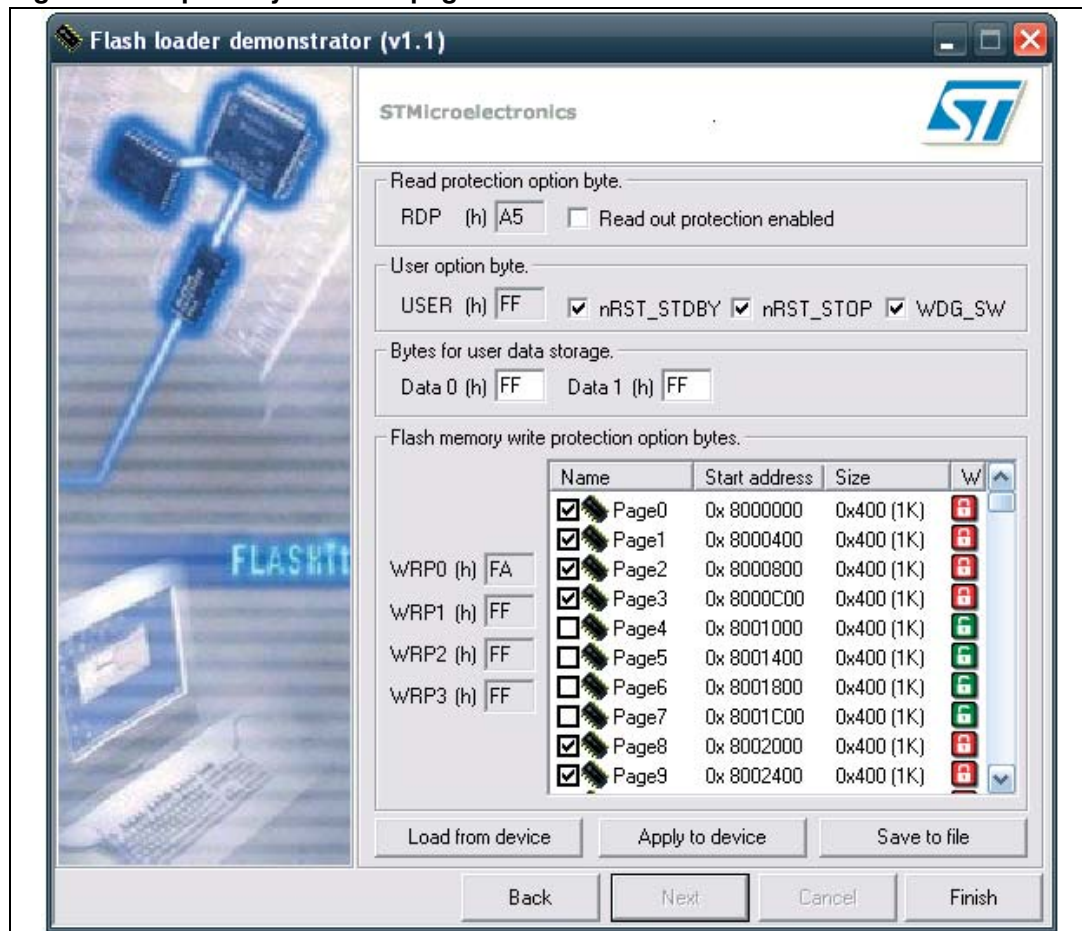 Flash loader demonstrator (v1.1)
STMicroelectronics
ST
Read protection option byte.
RDP (h) A5 Read out protection enabled
User option byte.
USER (h) FF nRST_STDBY nRST_STOP WDG_SW
Bytes for user data storage.
Data 0 (h) FF Data 1 (h) FF
Flash memory write protection option bytes.
Name Start address Size W
Page0 0x 8000000 0x400 (1K)
Page1 0x 8000400 0x400 (1K)
Page2 0x 8000800 0x400 (1K)
Page3 0x 8000C00 0x400 (1K)
Page4 0x 8001000 0x400 (1K)
Page5 0x 8001400 0x400 (1K)
Page6 0x 8001800 0x400 (1K)
Page7 0x 8001C00 0x400 (1K)
Page8 0x 8002000 0x400 (1K)
Page9 0x 8002400 0x400 (1K)
WRP0 (h) FA
WRP1 (h) FF
WRP2 (h) FF
WRP3 (h) FF
FLASH
Load from device Apply to device Save to file
Back Next Cancel Finish